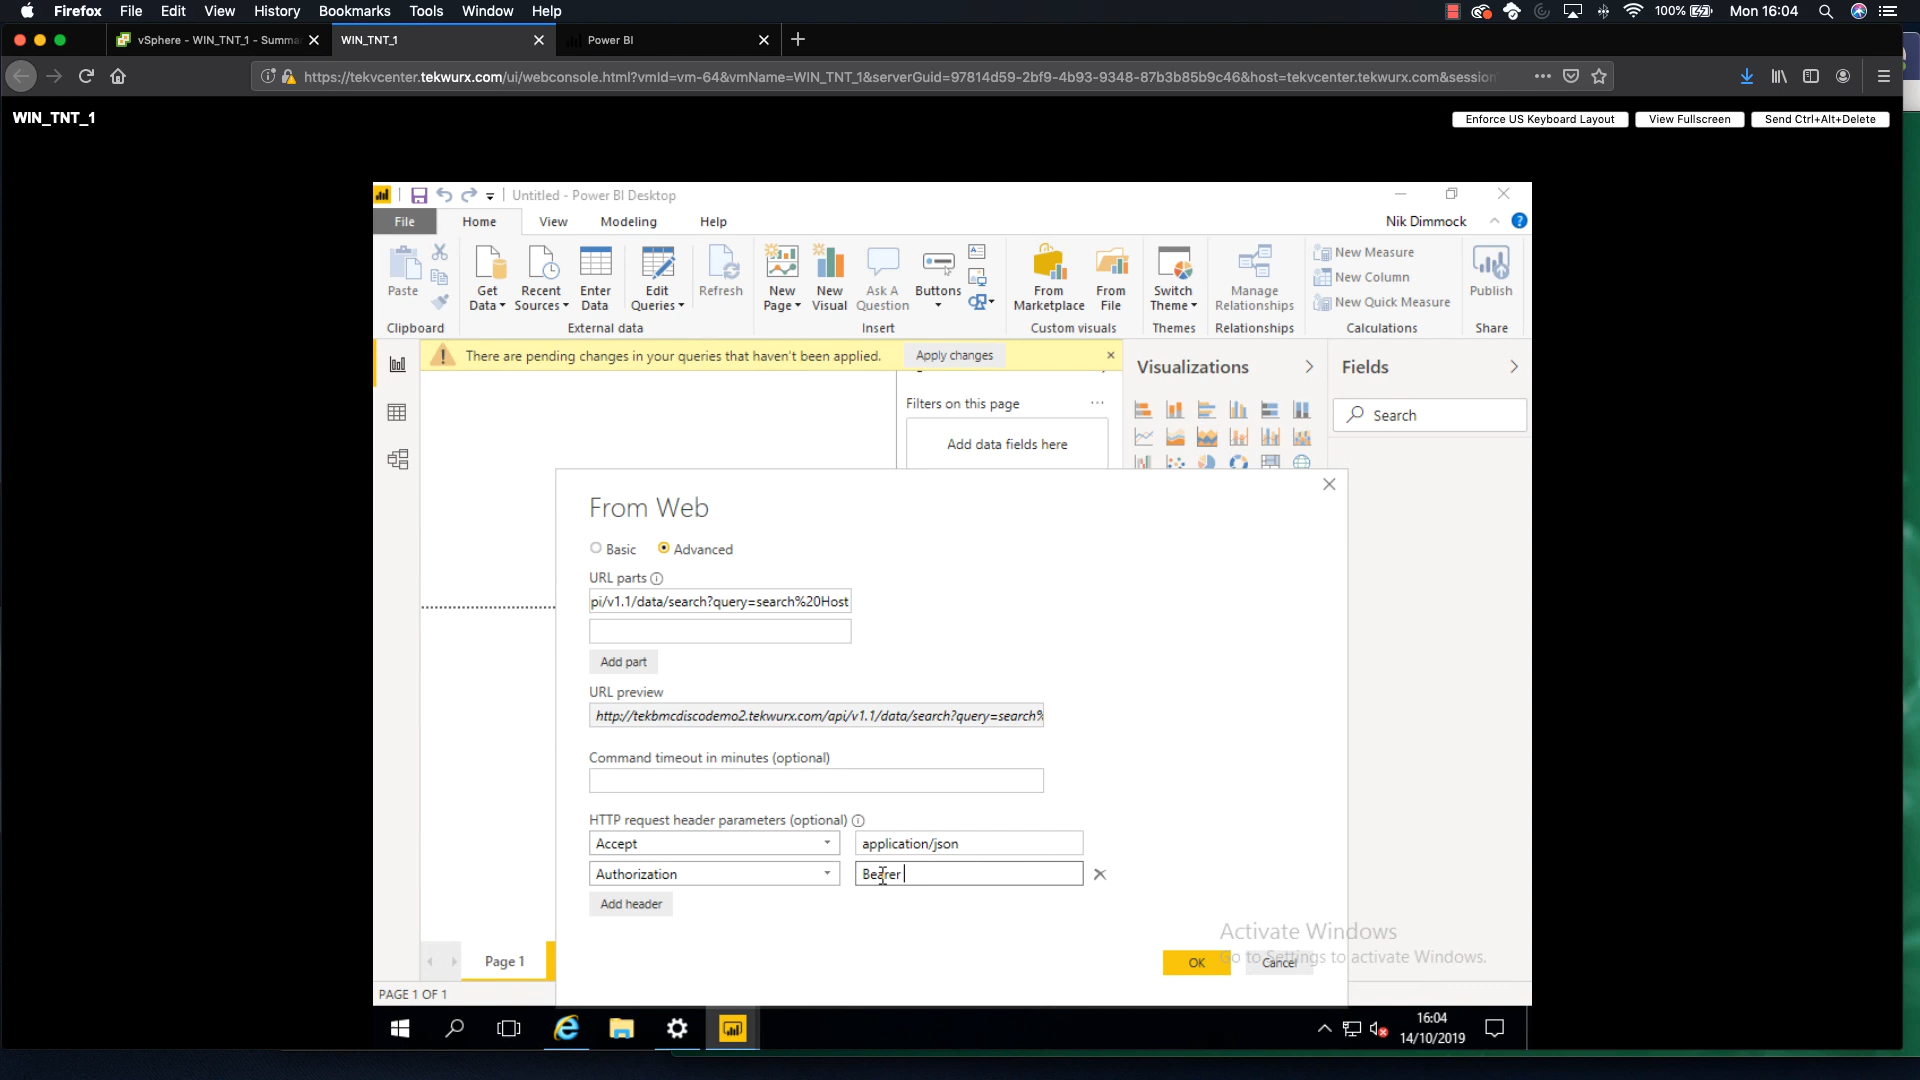 Firefox File Edit View History Bookmarks Tools Window Help 100% Mon 16:04
vSphere - WIN_TNT_1 - Summa WIN_TNT_1 Power BI
https://tekvcenter.tekwurx.com/ui/webconsole.html?vmId=vm-64&vmName=WIN_TNT_1&serverGuid=97814d59-2bf9-4b93-9348-87b3b85b9c46&host=tekvcenter.tekwurx.com&session
WIN_TNT_1
Enforce US Keyboard Layout View Fullscreen Send Ctrl+Alt+Delete
Untitled - Power BI Desktop
File Home View Modeling Help Nik Dimmock
Paste
Get Data
Recent Sources
Enter Data
Edit Queries
Refresh
New Page
New Visual
Ask A Question
Buttons
From Marketplace
From File
Switch Theme
Manage Relationships
New Measure
New Column
New Quick Measure
Publish
Clipboard External data Insert Custom visuals Themes Relationships Calculations Share
There are pending changes in your queries that haven't been applied. Apply changes
Visualizations
Fields
Filters on this page
Search
Add data fields here
From Web
Basic Advanced
URL parts
pi/v1.1/data/search?query=search%20Host
Add part
URL preview
http://tekbmcdiscodemo2.tekwurx.com/api/v1.1/data/search?query=search%
Command timeout in minutes (optional)
HTTP request header parameters (optional)
Accept application/json
Authorization Bearer
Add header
Activate Windows
Go to Settings to activate Windows.
OK Cancel
Page 1
PAGE 1 OF 1
16:04
14/10/2019